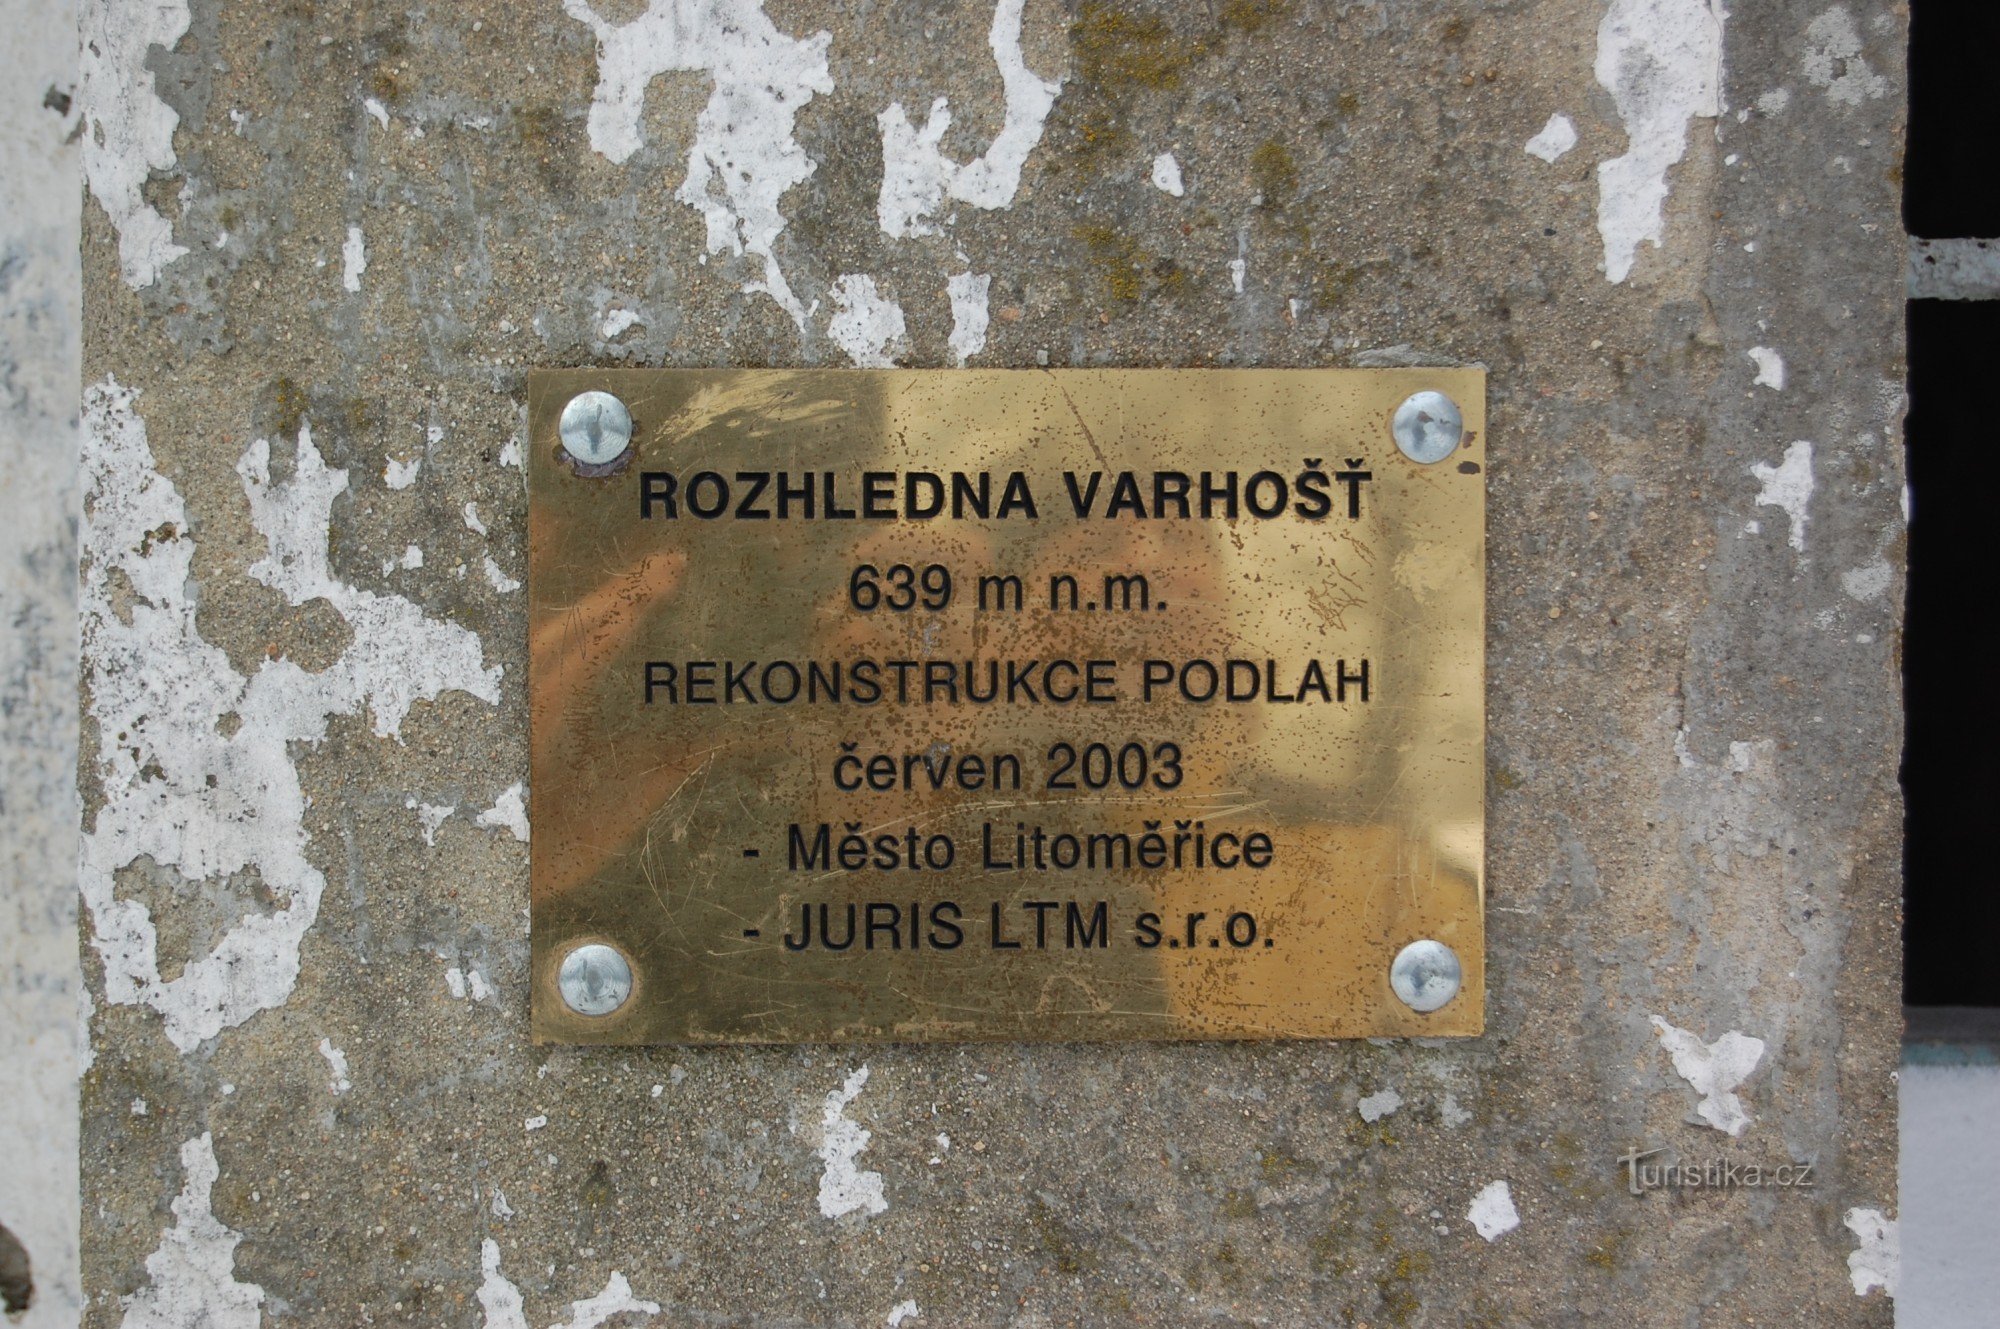 ROZHLEDNA VARHOŠŤ
639 m n.m.
REKONSTRUKCE PODLAH
červen 2003
- Město Litoměřice
- JURIS LTM s.r.o.
Turistika.cz